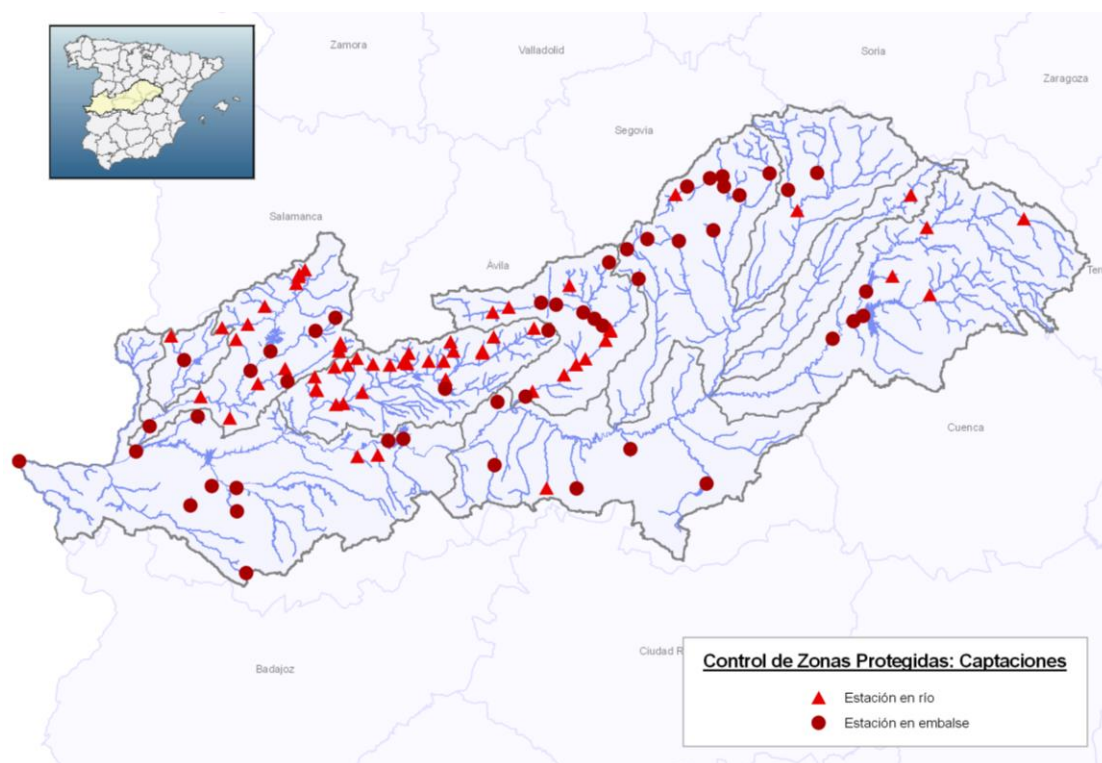 Zamora
Valladolid
Soria
Zaragoza
Segovia
Salamanca
Ávila
Cuenca
Badajoz
Control de Zonas Protegidas: Captaciones
Estación en río
Estación en embalse